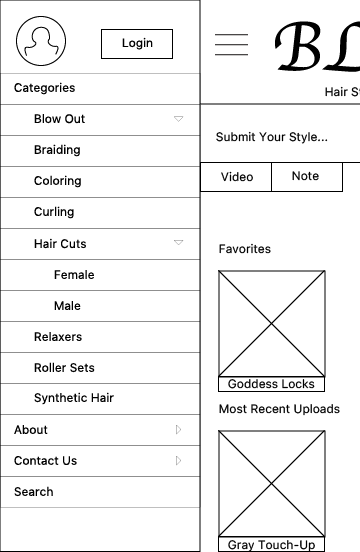 Login
Categories
Blow Out
Braiding
Coloring
Curling
Hair Cuts
Female
Male
Relaxers
Roller Sets
Synthetic Hair
About
Contact Us
Search
BL
Hair St
Submit Your Style...
Video
Note
Favorites
Goddess Locks
Most Recent Uploads
Gray Touch-Up